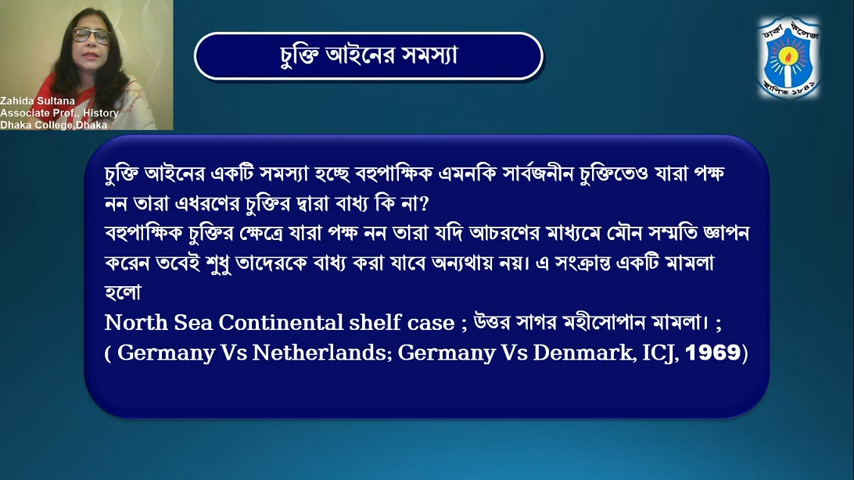 চুক্তি আইনের সমস্যা
ঢাকা কলেজ
স্থাপিত ১৮৪১
Zahida Sultana
Associate Prof., History
Dhaka College,Dhaka
চুক্তি আইনের একটি সমস্যা হচ্ছে বহুপাক্ষিক এমনকি সার্বজনীন চুক্তিতেও যারা পক্ষ
নন তারা এধরণের চুক্তির দ্বারা বাধ্য কি না?
বহুপাক্ষিক চুক্তির ক্ষেত্রে যারা পক্ষ নন তারা যদি আচরণের মাধ্যমে মৌন সম্মতি জ্ঞাপন
করেন তবেই শুধু তাদেরকে বাধ্য করা যাবে অন্যথায় নয়। এ সংক্রান্ত একটি মামলা
হলো
North Sea Continental shelf case ; উত্তর সাগর মহীসোপান মামলা। ;
( Germany Vs Netherlands; Germany Vs Denmark, ICJ, 1969)